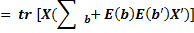 = tr [X(∑ b+ E(b)E(b′)X′)]